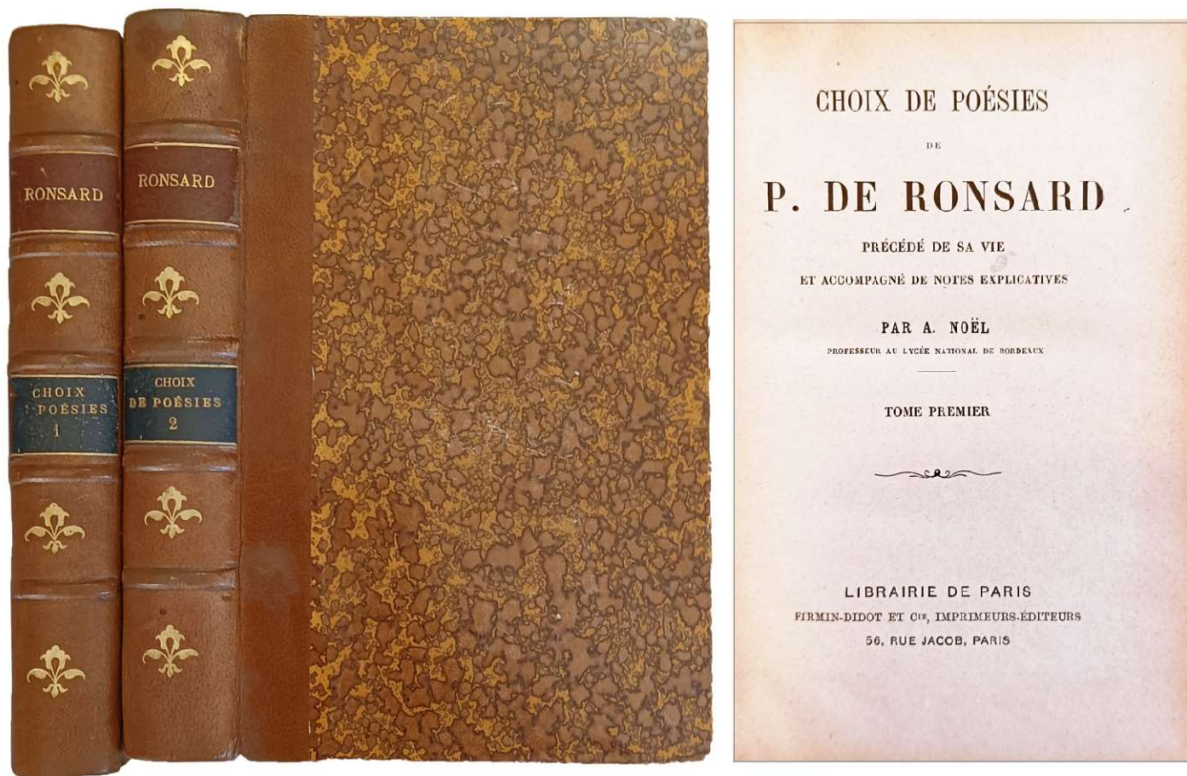 RONSARD
CHOIX
POÉSIES
1
RONSARD
CHOIX
DE POÉSIES
2
CHOIX DE POÉSIES
DE
P. DE RONSARD
PRÉCÉDÉ DE SA VIE
ET ACCOMPAGNÉ DE NOTES EXPLICATIVES
PAR A. NOËL
PROFESSEUR AU LYCÉE NATIONAL DE BORDEAUX
TOME PREMIER
LIBRAIRIE DE PARIS
FIRMIN-DIDOT ET Cie, IMPRIMEURS-ÉDITEURS
56, RUE JACOB, PARIS